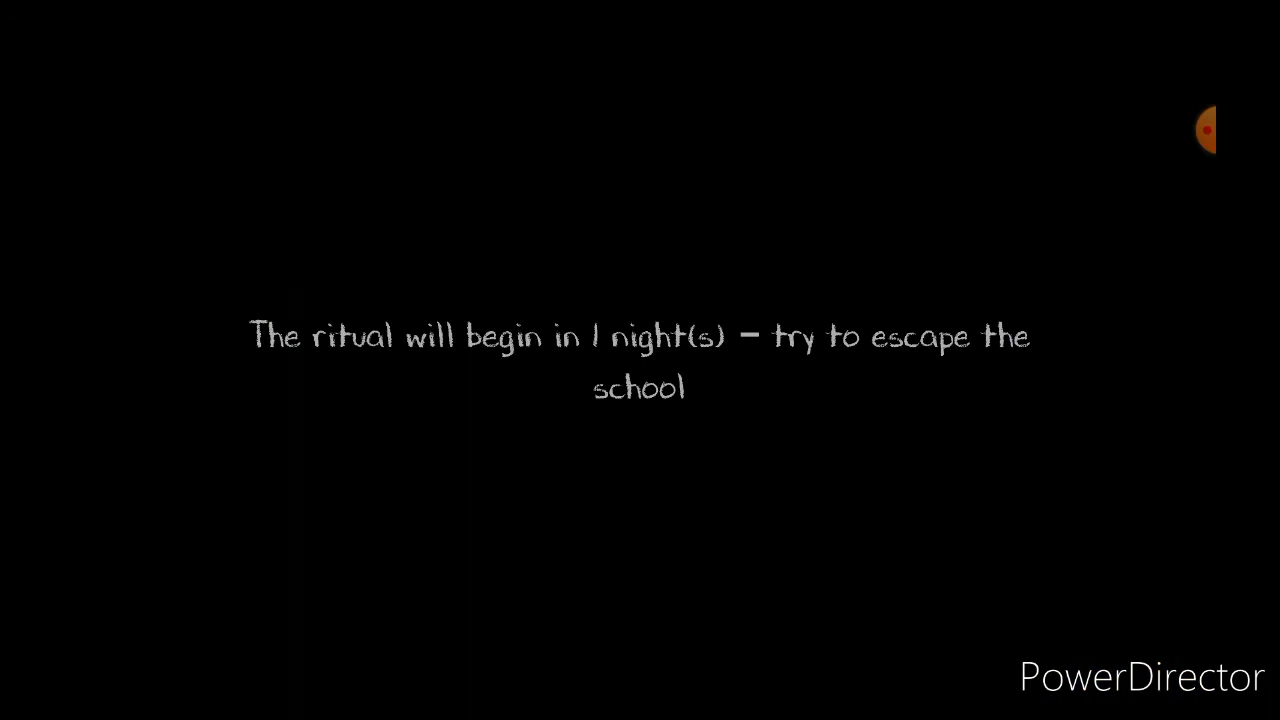 The ritual will begin in 1 night(s) - try to escape the
school
PowerDirector